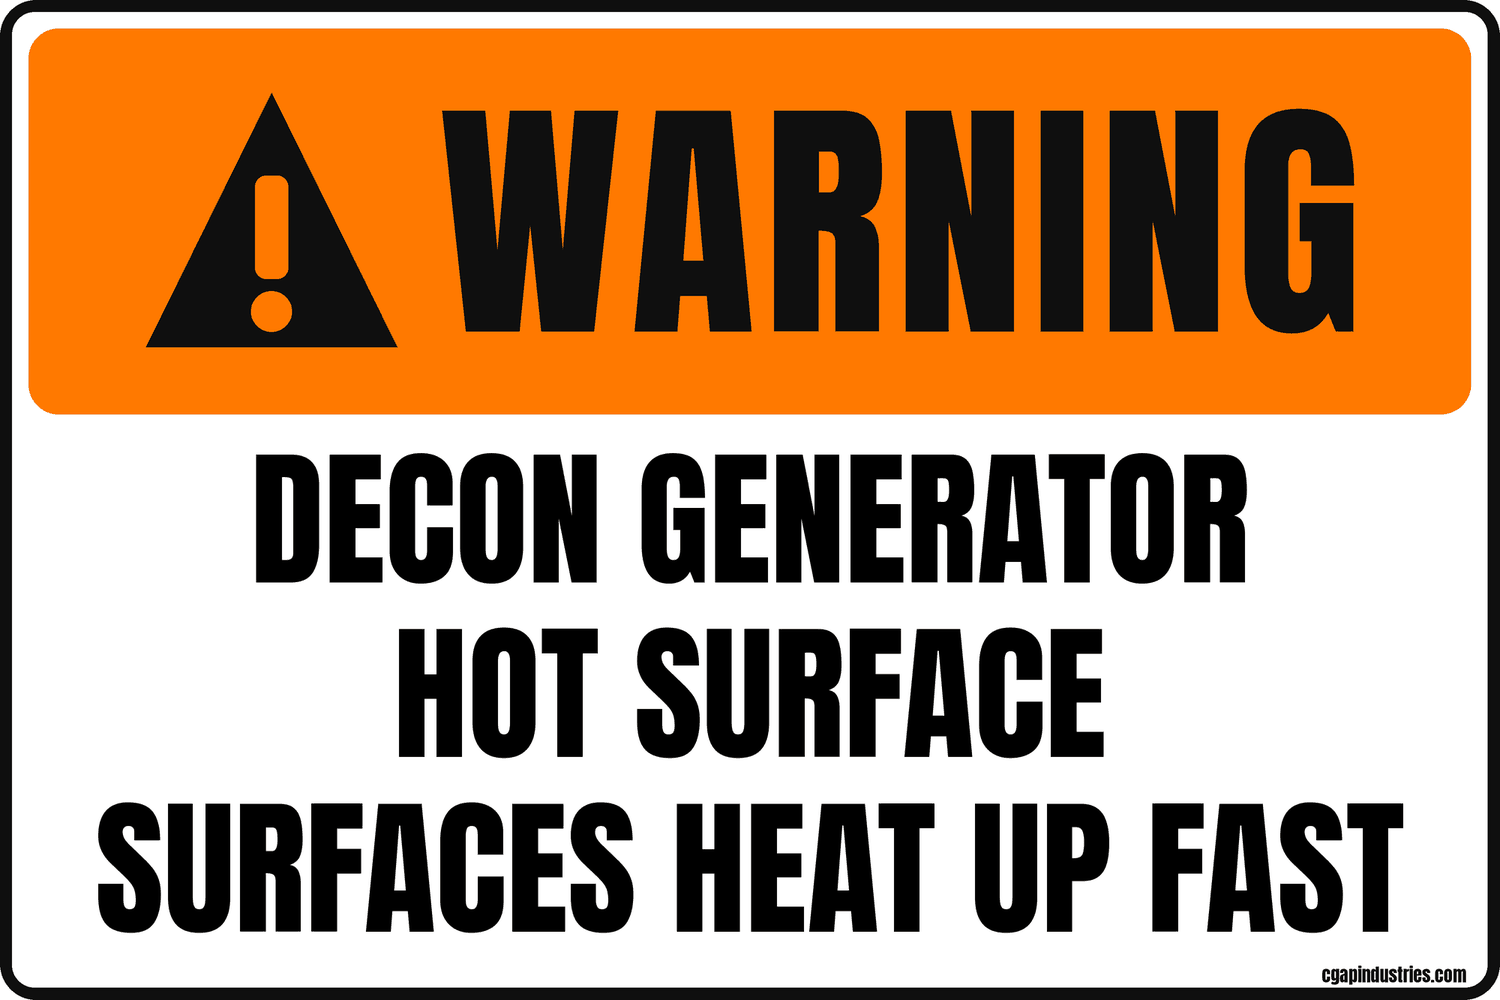 WARNING
DECON GENERATOR
HOT SURFACE
SURFACES HEAT UP FAST
cgapindustries.com